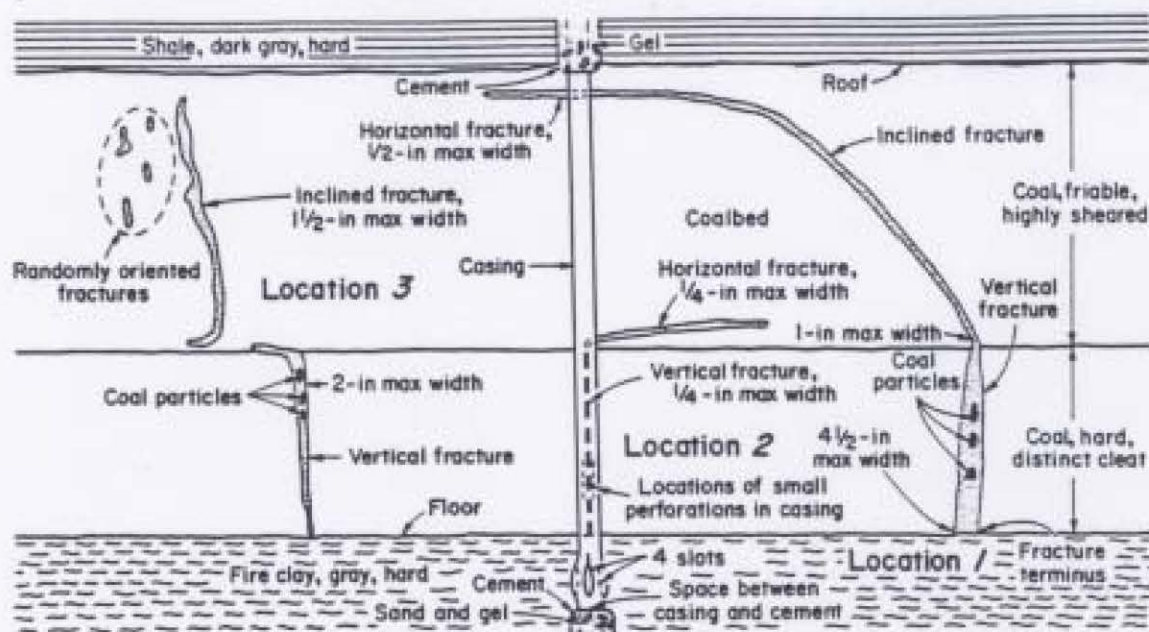 Shale, dark gray, hard
Gel
Cement
Roof
Horizontal fracture,
1/2-in max width
Inclined fracture
Inclined fracture,
1 1/2-in max width
Coal, friable,
highly sheared
Coalbed
Randomly oriented
fractures
Location 3
Casing
Horizontal fracture,
1/4-in max width
Vertical
fracture
1-in max width
Coal particles
2-in max width
Vertical fracture,
1/4-in max width
Coal
particles
Vertical fracture
Location 2
4 1/2-in
max width
Coal, hard,
distinct cleat
Locations of small
perforations in casing
Floor
Fire clay, gray, hard
4 slots
Location 1
Fracture
terminus
Cement
Sand and gel
Space between
casing and cement